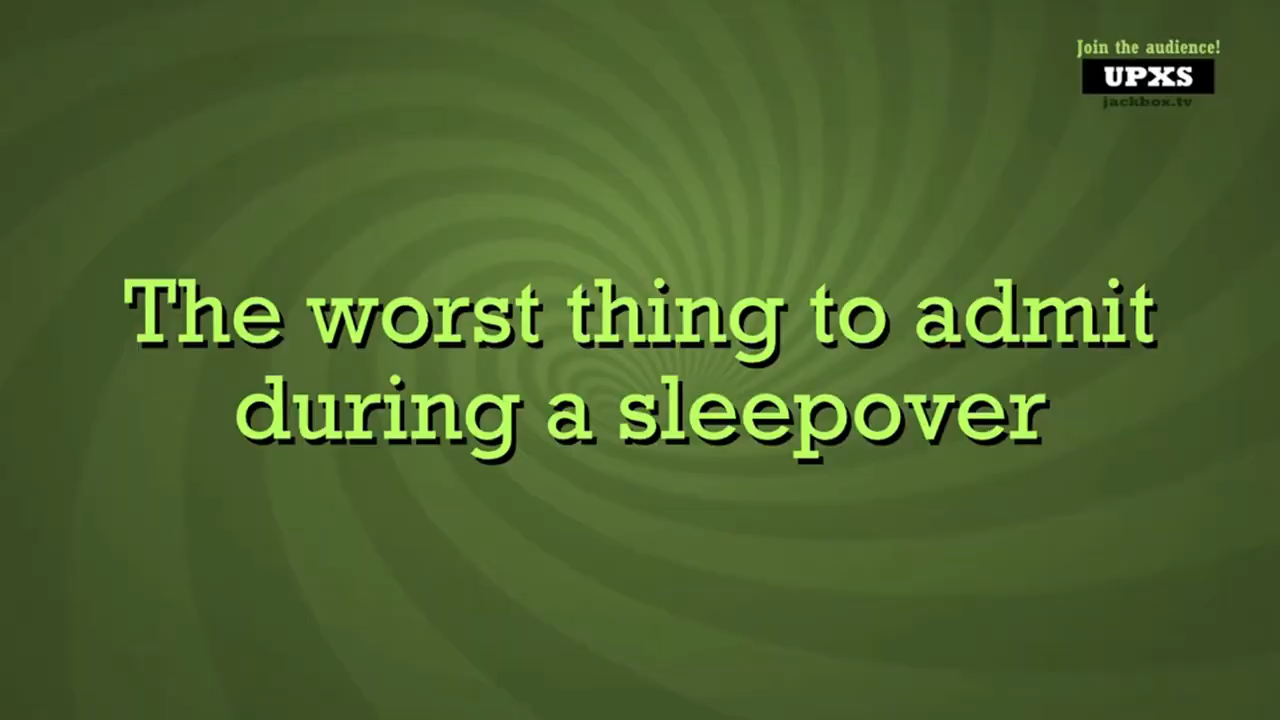 Join the audience!
UPXS
jackbox.tv
The worst thing to admit
during a sleepover